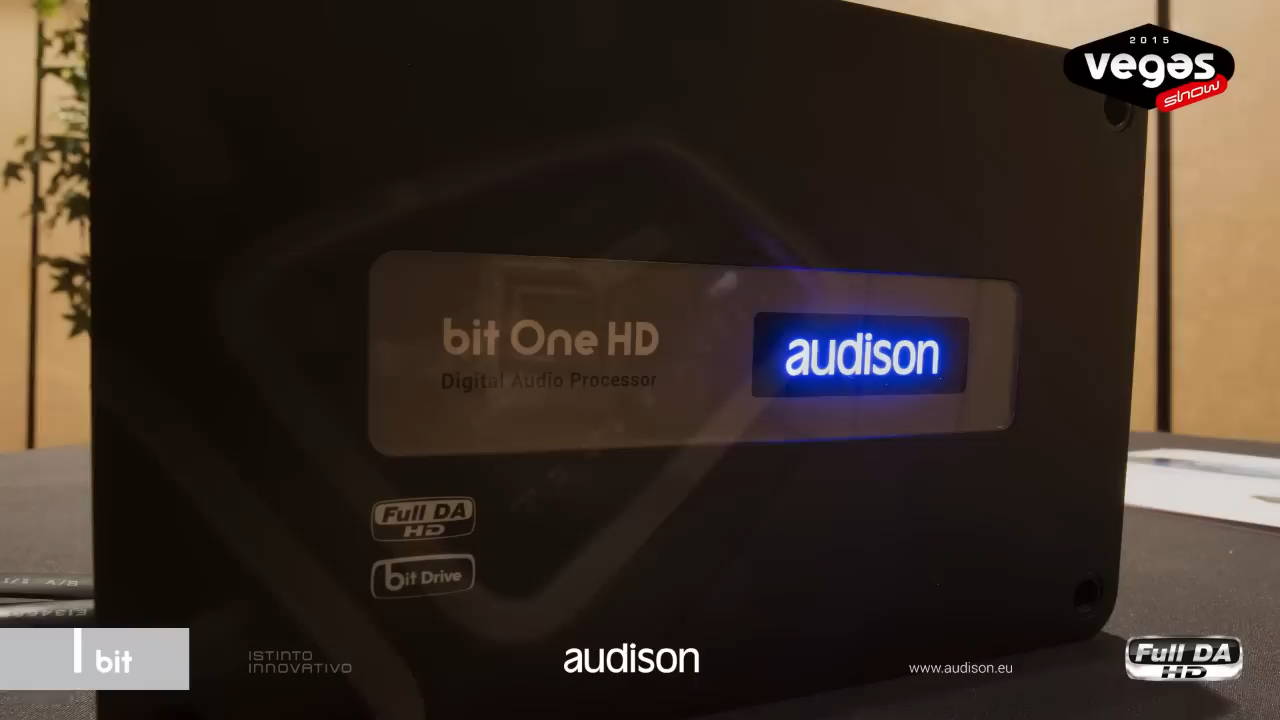 2015
vegas
show
bit One HD
Digital Audio Processor
audison
Full DA
HD
bit Drive
bit
ISTINTO
INNOVATIVO
audison
www.audison.eu
Full DA
HD